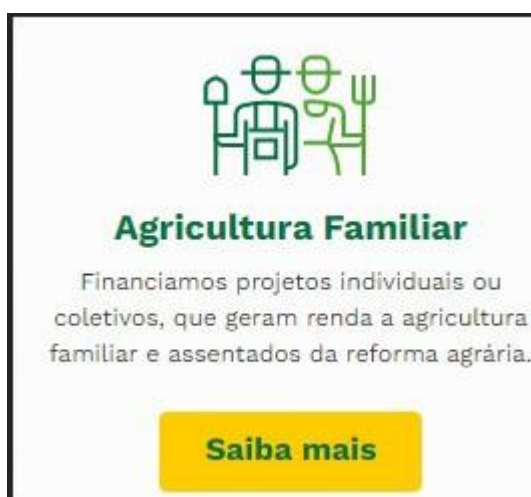 Agricultura Familiar
Financiamos projetos individuais ou
coletivos, que geram renda a agricultura
familiar e assentados da reforma agrária.
Saiba mais